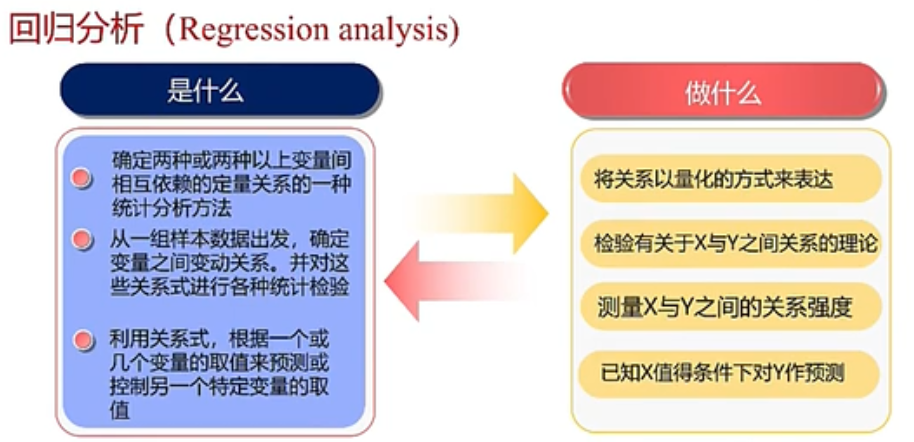 回归分析（Regression analysis)
是什么
确定两种或两种以上变量间
相互依赖的定量关系的一种
统计分析方法
从一组样本数据出发，确定
变量之间变动关系。并对这
些关系式进行各种统计检验
利用关系式，根据一个或
几个变量的取值来预测或
控制另一个特定变量的取
值
做什么
将关系以量化的方式来表达
检验有关于X与Y之间关系的理论
测量X与Y之间的关系强度
已知X值得条件下对Y作预测